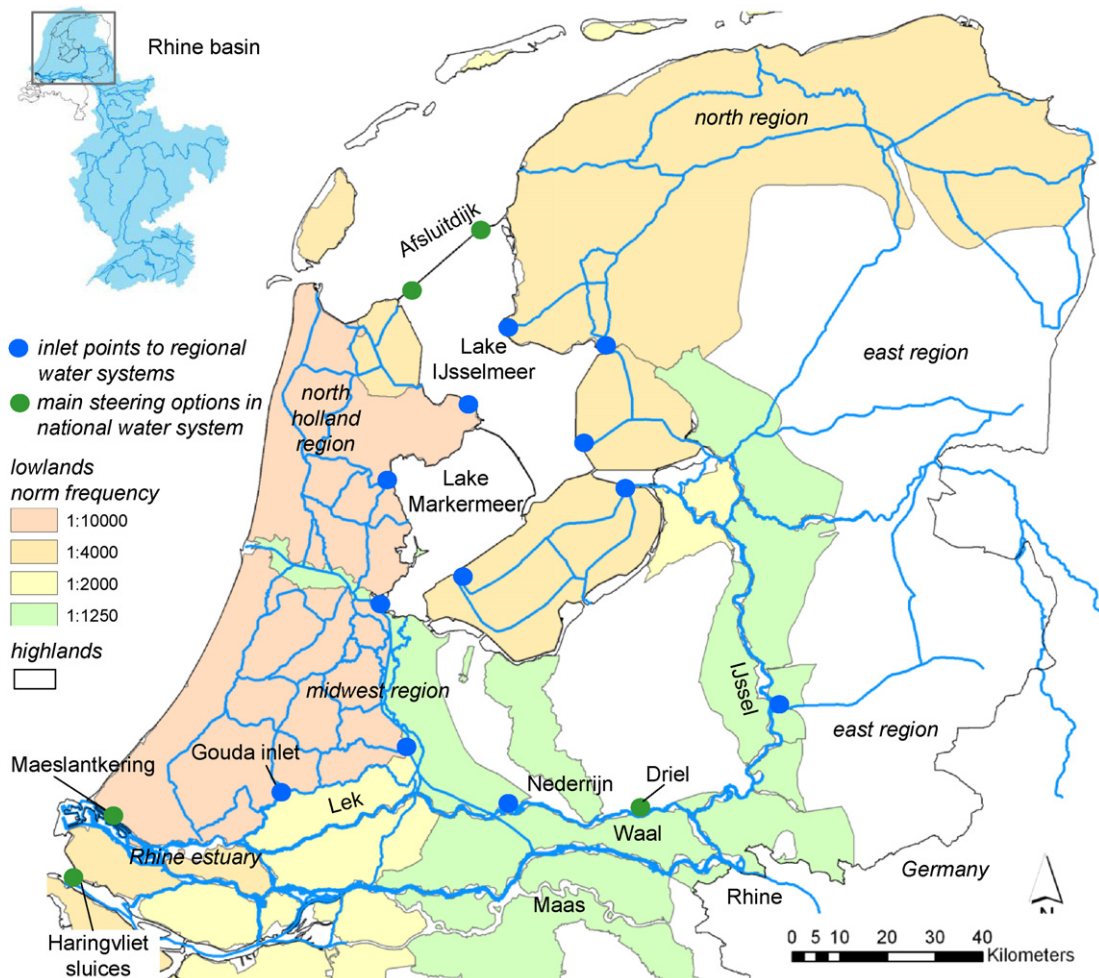 Rhine basin
north region
Afsluitdijk
inlet points to regional
water systems
main steering options in
national water system
lowlands
norm frequency
1:10000
1:4000
1:2000
1:1250
highlands
Lake
IJsselmeer
east region
north
holland
region
Lake
Markermeer
midwest region
IJssel
east region
Maeslantkering
Gouda inlet
Nederrijn
Driel
Lek
Waal
Rhine estuary
Germany
Rhine
Maas
Haringvliet
sluices
N
0 5 10 20 30 40
Kilometers